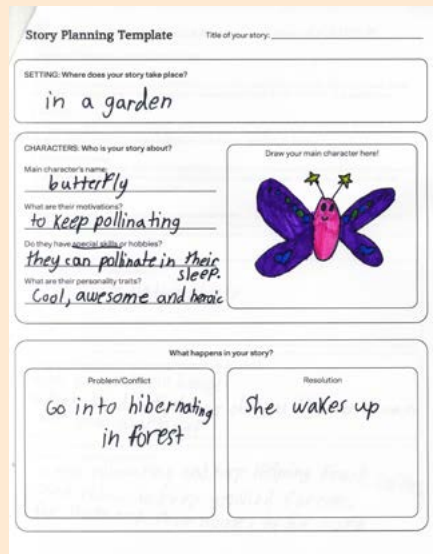 Story Planning Template
Title of your story:
SETTING: Where does your story take place?
in a garden
CHARACTERS: Who is your story about?
Draw your main character here!
Main character's name:
butterfly
What are their motivations?
to keep pollinating
Do they have special skills or hobbies?
they can pollinate in their
sleep.
What are their personality traits?
Cool, awesome and heroic
What happens in your story?
Problem/Conflict
Go into hibernating
in forest
Resolution
She wakes up